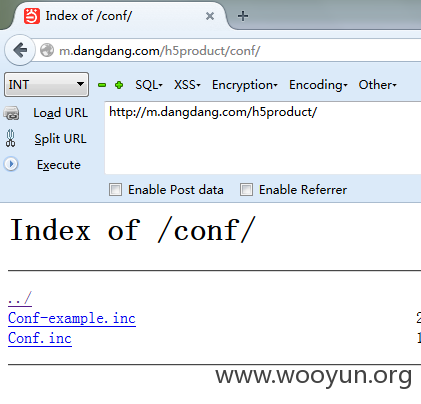 Index of /conf/
m.dangdang.com/h5product/conf/
INT
SQL
XSS
Encryption
Encoding
Other
Load URL
http://m.dangdang.com/h5product/
Split URL
Execute
Enable Post data
Enable Referrer
Index of /conf/
../
Conf-example.inc
2
Conf.inc
1
www.wooyun.org